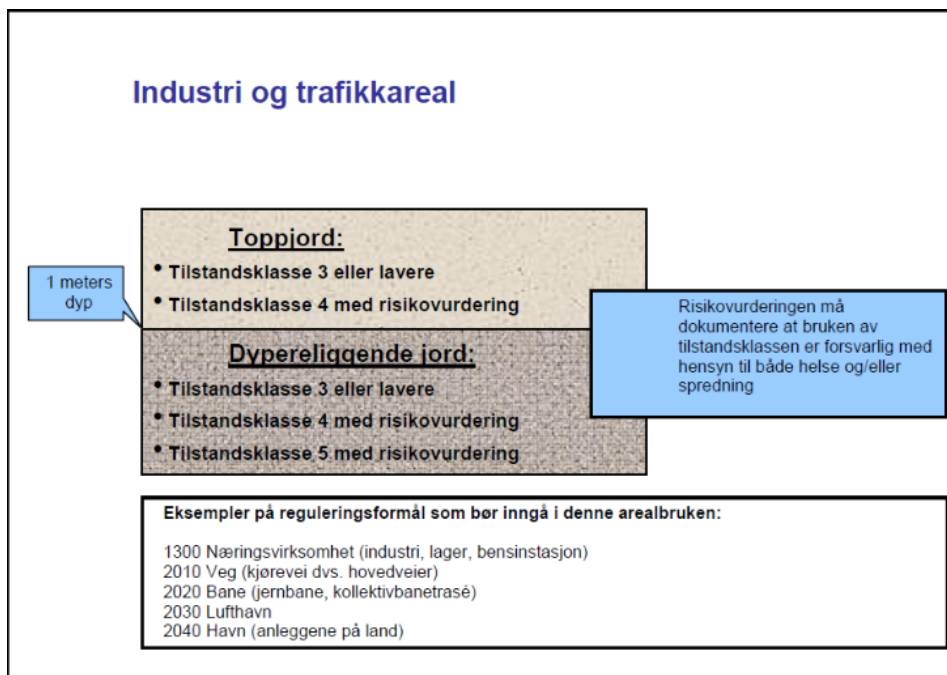 Industri og trafikkareal
Toppjord:
• Tilstandsklasse 3 eller lavere
• Tilstandsklasse 4 med risikovurdering
1 meters
dyp
Risikovurderingen må
dokumentere at bruken av
tilstandsklassen er forsvarlig med
hensyn til både helse og/eller
spredning
Dypereliggende jord:
• Tilstandsklasse 3 eller lavere
• Tilstandsklasse 4 med risikovurdering
• Tilstandsklasse 5 med risikovurdering
Eksempler på reguleringsformål som bør inngå i denne arealbruken:
1300 Næringsvirksomhet (industri, lager, bensinstasjon)
2010 Veg (kjørevei dvs. hovedveier)
2020 Bane (jernbane, kollektivbanetrasé)
2030 Lufthavn
2040 Havn (anleggene på land)